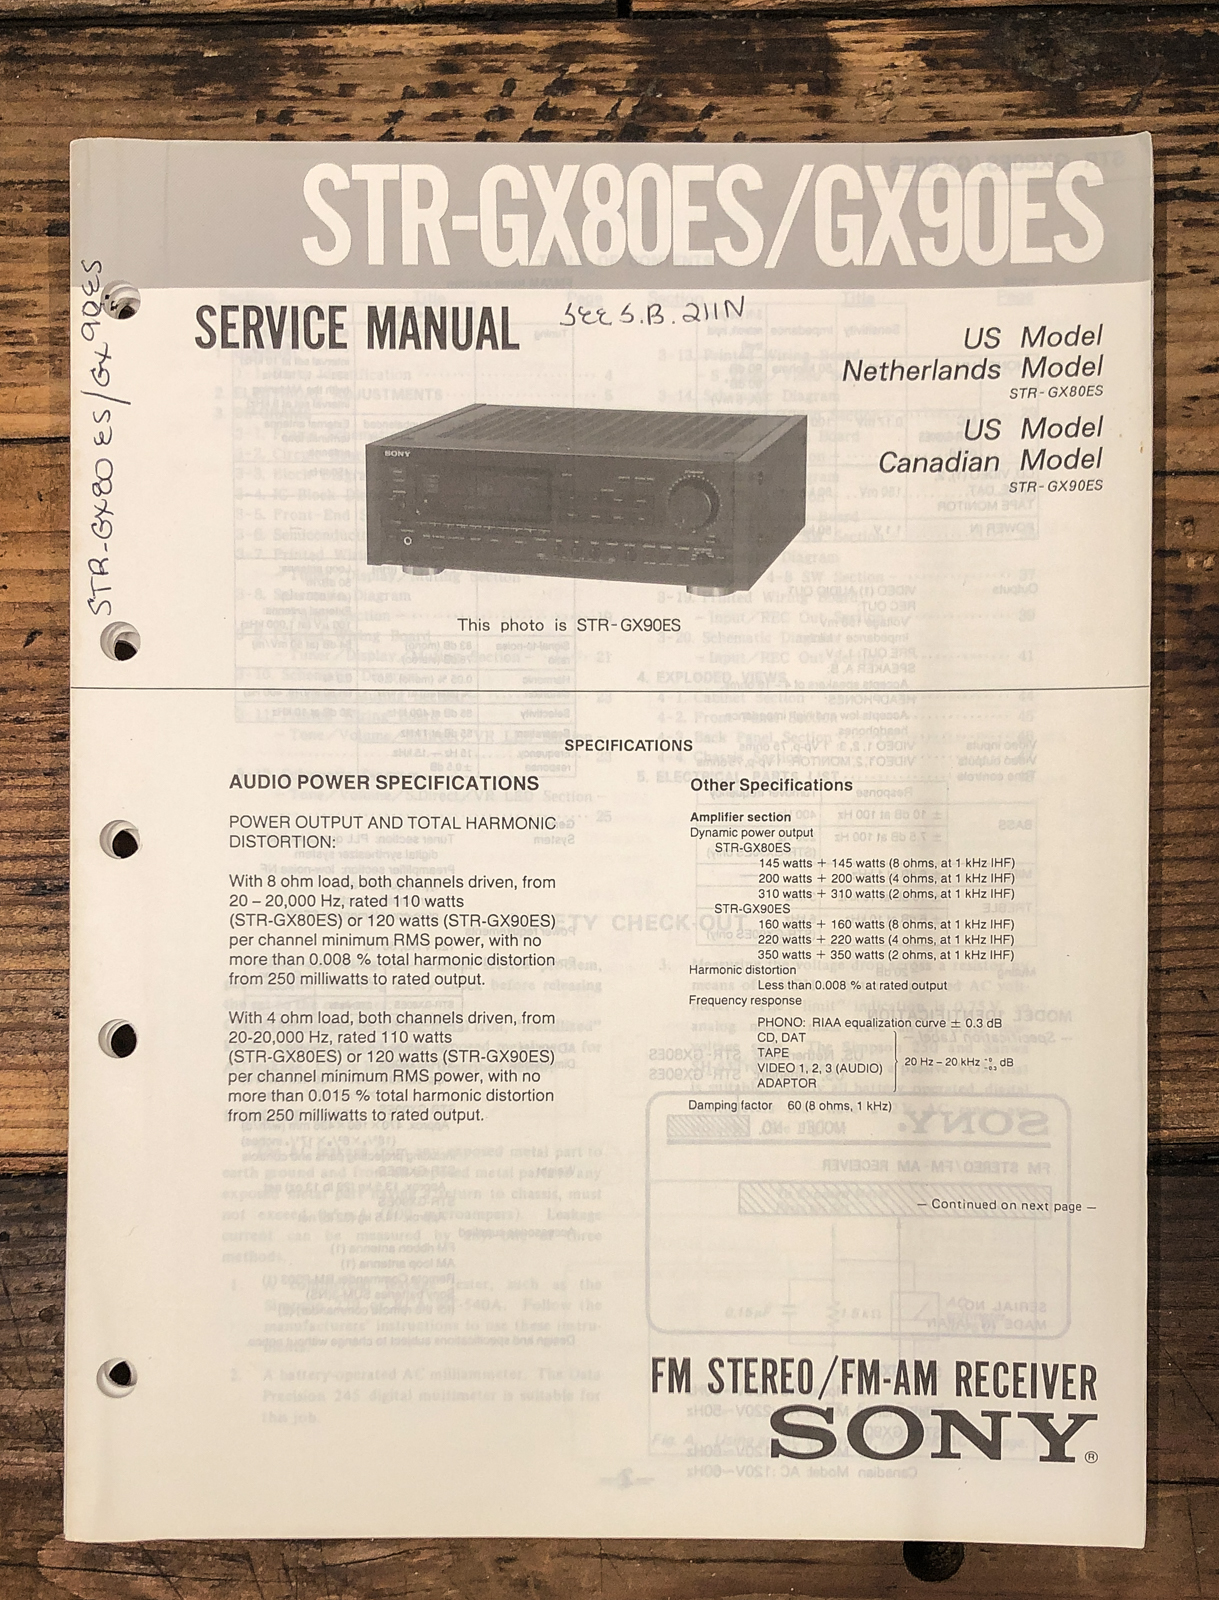 STR-GX80ES/GX90ES
SERVICE MANUAL
SEE S.B. 211N
STR-GX80 ES/GX90ES
US Model
Netherlands Model
STR-GX80ES
US Model
Canadian Model
STR-GX90ES
SONY
This photo is STR-GX90ES
SPECIFICATIONS
AUDIO POWER SPECIFICATIONS
POWER OUTPUT AND TOTAL HARMONIC
DISTORTION:
With 8 ohm load, both channels driven, from
20 – 20,000 Hz, rated 110 watts
(STR-GX80ES) or 120 watts (STR-GX90ES)
per channel minimum RMS power, with no
more than 0.008 % total harmonic distortion
from 250 milliwatts to rated output.
With 4 ohm load, both channels driven, from
20-20,000 Hz, rated 110 watts
(STR-GX80ES) or 120 watts (STR-GX90ES)
per channel minimum RMS power, with no
more than 0.015 % total harmonic distortion
from 250 milliwatts to rated output.
Other Specifications
Amplifier section
Dynamic power output
STR-GX80ES
145 watts + 145 watts (8 ohms, at 1 kHz IHF)
200 watts + 200 watts (4 ohms, at 1 kHz IHF)
310 watts + 310 watts (2 ohms, at 1 kHz IHF)
STR-GX90ES
160 watts + 160 watts (8 ohms, at 1 kHz IHF)
220 watts + 220 watts (4 ohms, at 1 kHz IHF)
350 watts + 350 watts (2 ohms, at 1 kHz IHF)
Harmonic distortion
Less than 0.008 % at rated output
Frequency response
PHONO: RIAA equalization curve ± 0.3 dB
CD, DAT
TAPE
VIDEO 1, 2, 3 (AUDIO)
ADAPTOR
20 Hz – 20 kHz +0 -0.3 dB
Damping factor 60 (8 ohms, 1 kHz)
— Continued on next page —
FM STEREO/FM-AM RECEIVER
SONY®